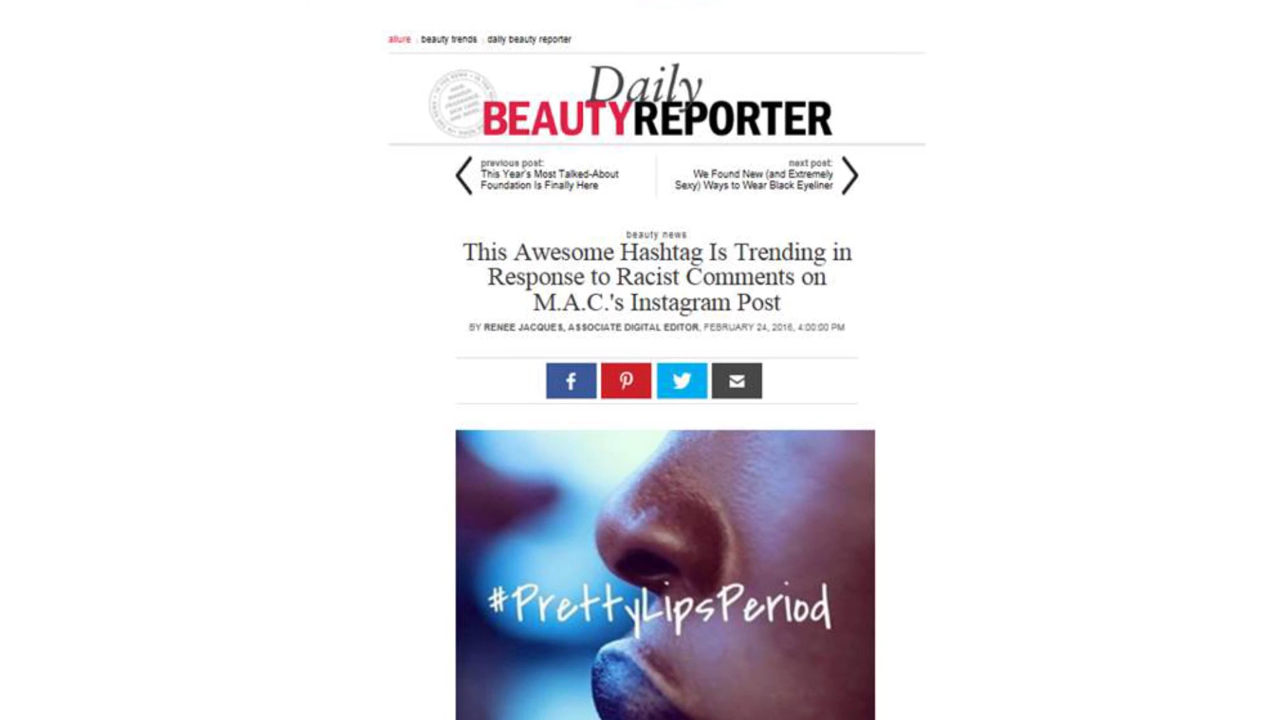 allure beauty trends daily beauty reporter
Daily
BEAUTYREPORTER
previous post:
This Year's Most Talked-About
Foundation Is Finally Here
next post:
We Found New (and Extremely
Sexy) Ways to Wear Black Eyeliner
beauty news
This Awesome Hashtag Is Trending in
Response to Racist Comments on
M.A.C.'s Instagram Post
BY RENEE JACQUES, ASSOCIATE DIGITAL EDITOR, FEBRUARY 24, 2016, 4:00:00 PM
#PrettyLipsPeriod